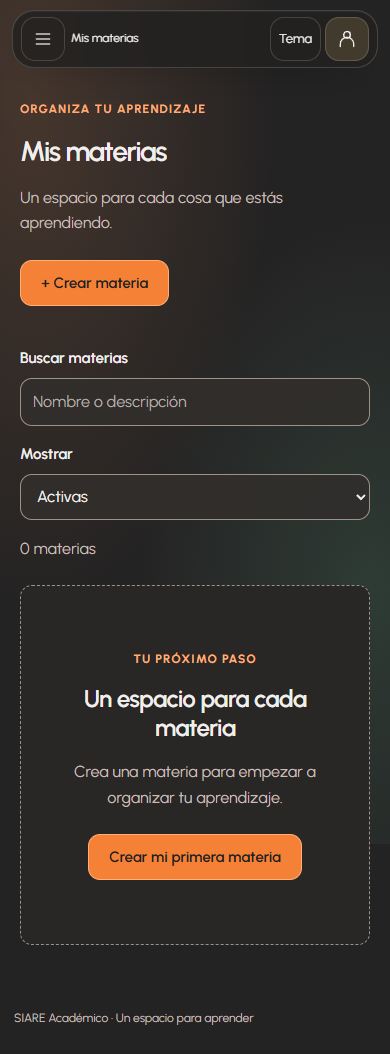 Mis materias
Tema
ORGANIZA TU APRENDIZAJE
Mis materias
Un espacio para cada cosa que estás
aprendiendo.
+ Crear materia
Buscar materias
Nombre o descripción
Mostrar
Activas
0 materias
TU PRÓXIMO PASO
Un espacio para cada
materia
Crea una materia para empezar a
organizar tu aprendizaje.
Crear mi primera materia
SIARE Académico · Un espacio para aprender